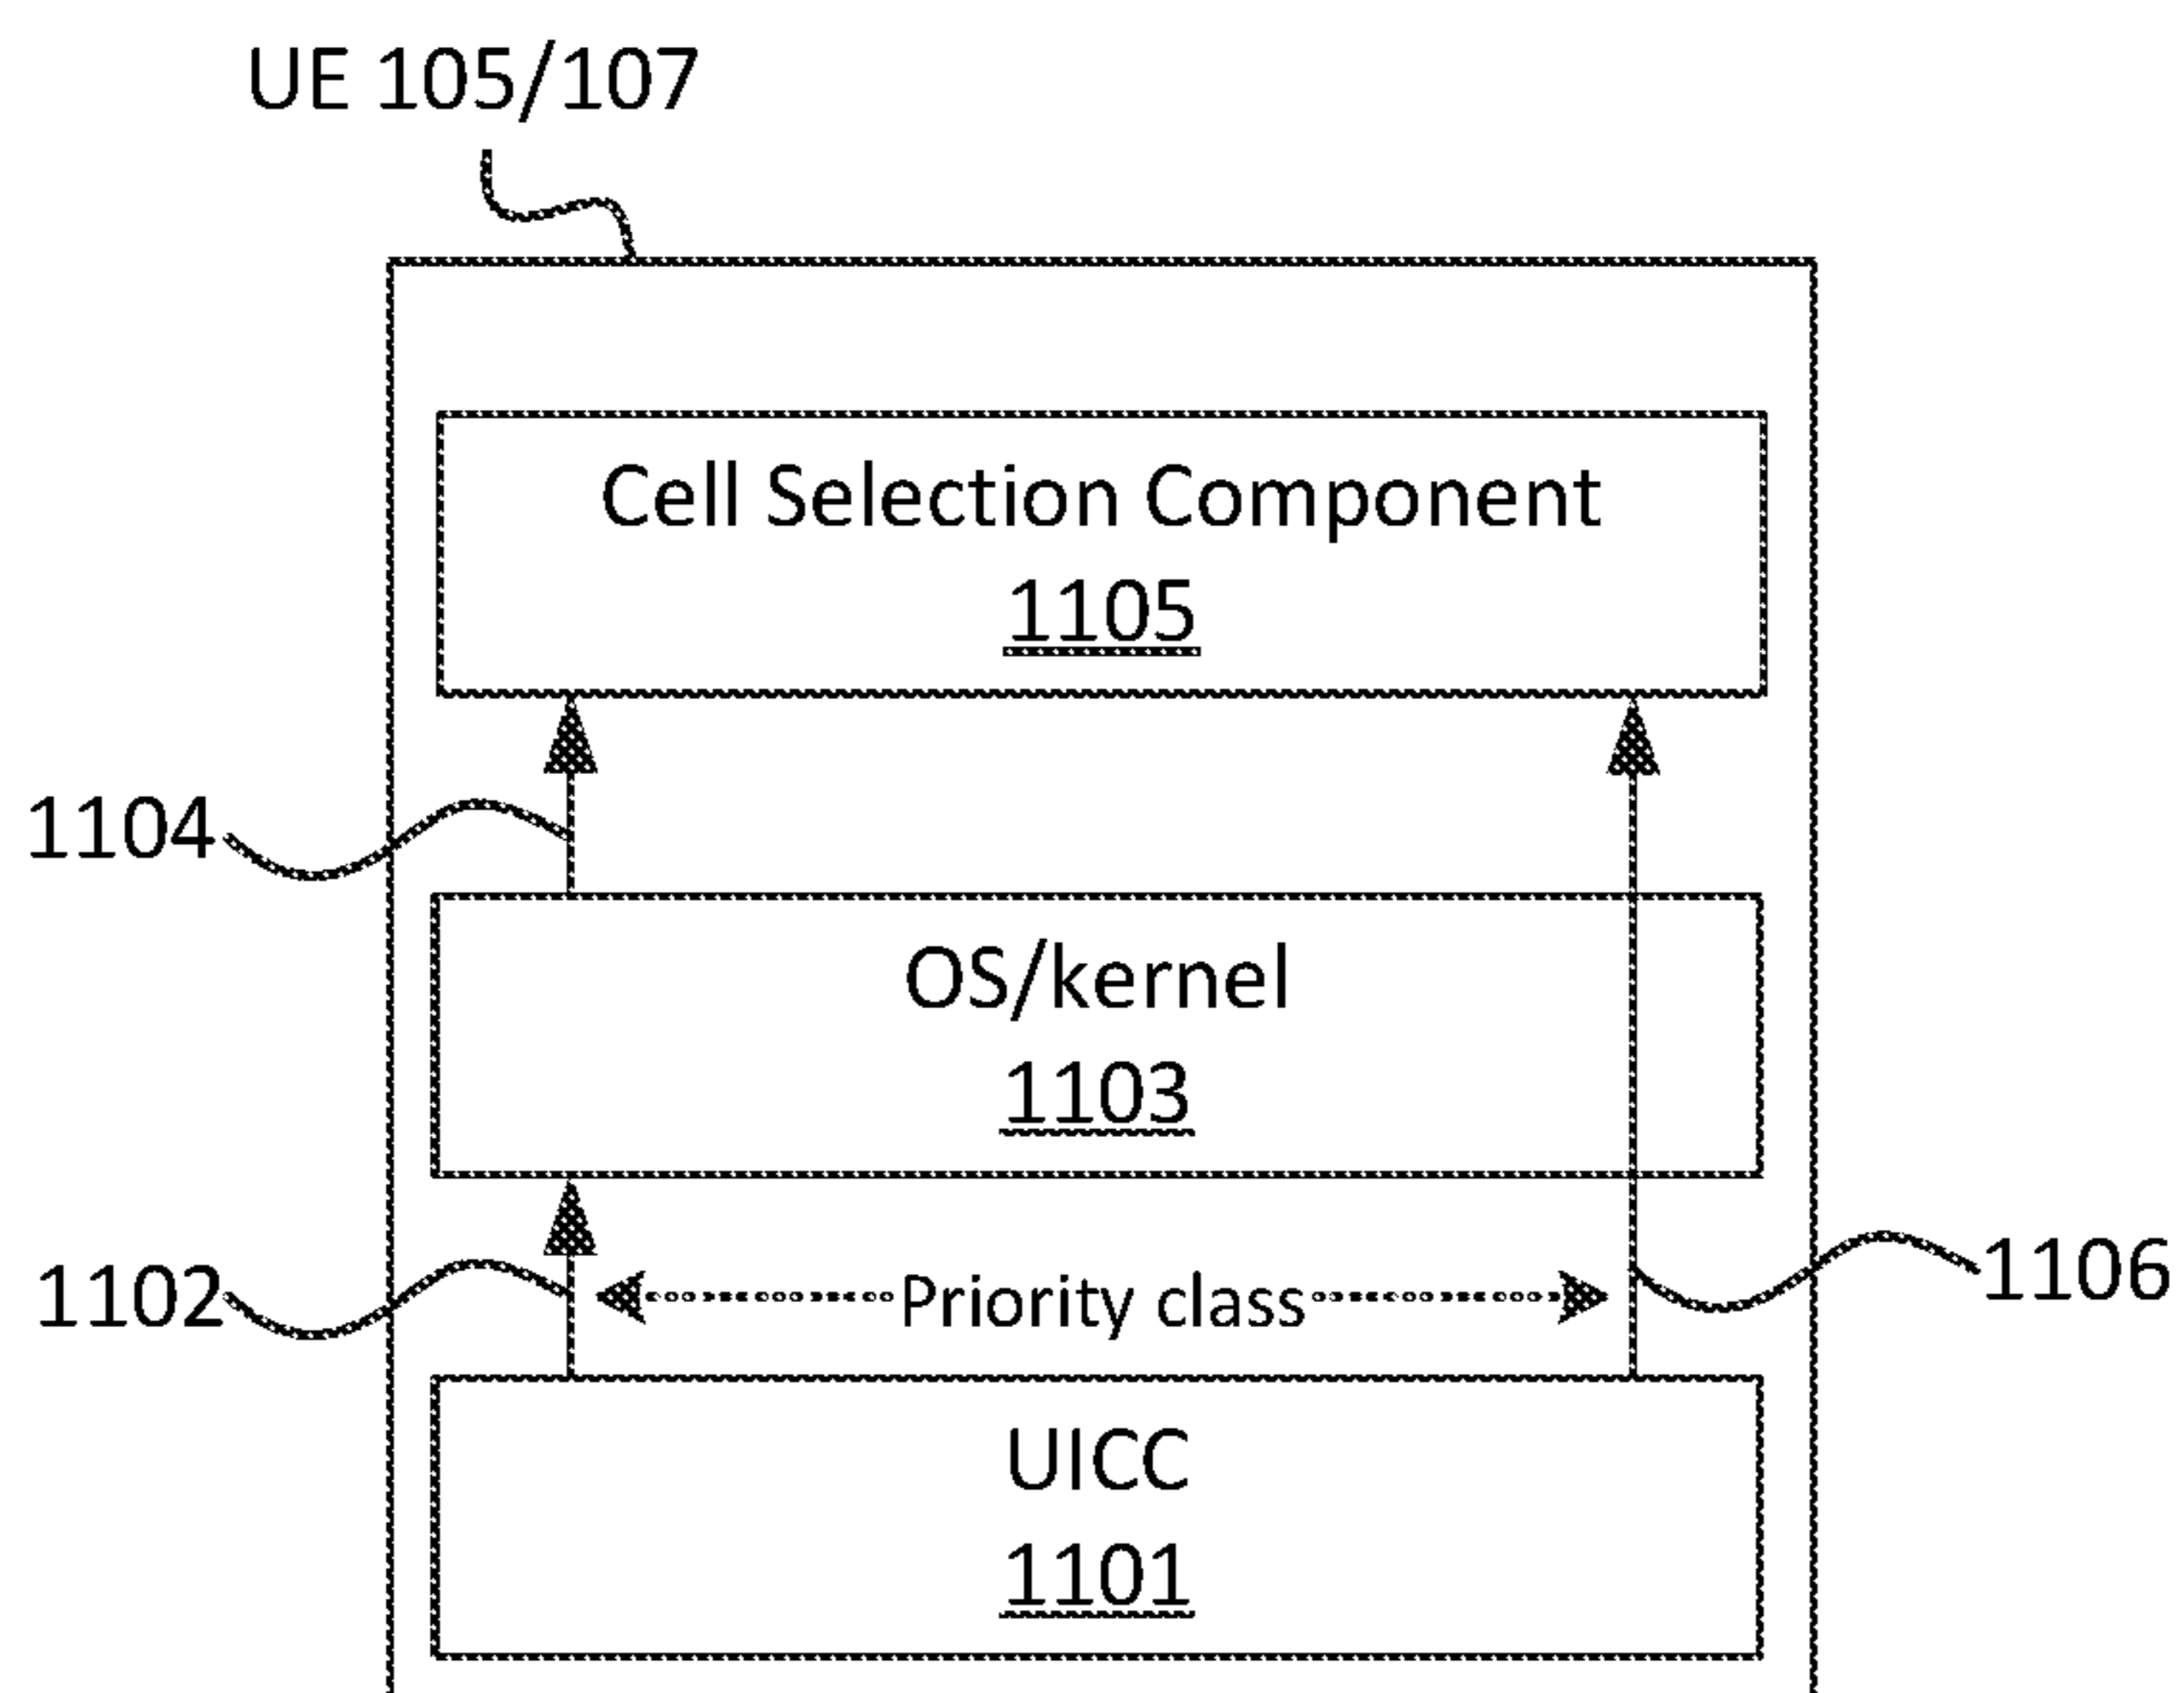 UE 105/107
Cell Selection Component
1105
1104
OS/kernel
1103
1102
Priority class
1106
UICC
1101